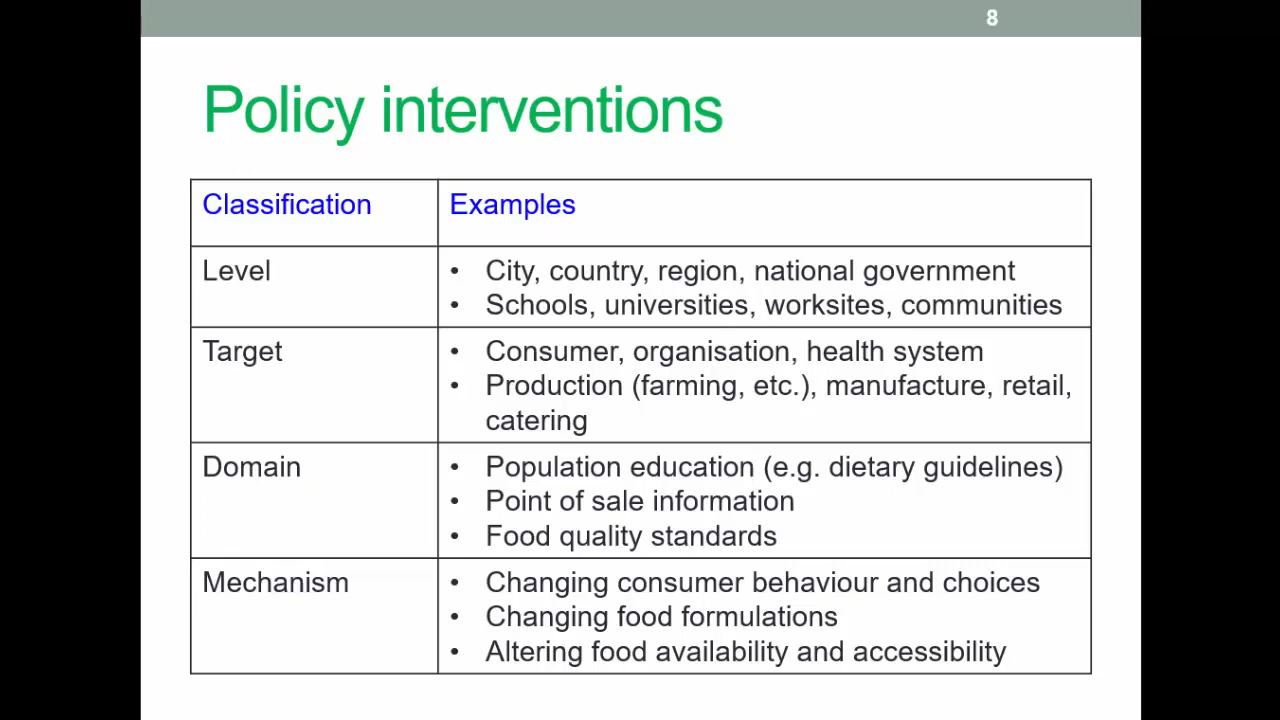 8
Policy interventions
Classification
Examples
Level
• City, country, region, national government
• Schools, universities, worksites, communities
Target
• Consumer, organisation, health system
• Production (farming, etc.), manufacture, retail,
catering
Domain
• Population education (e.g. dietary guidelines)
• Point of sale information
• Food quality standards
Mechanism
• Changing consumer behaviour and choices
• Changing food formulations
• Altering food availability and accessibility